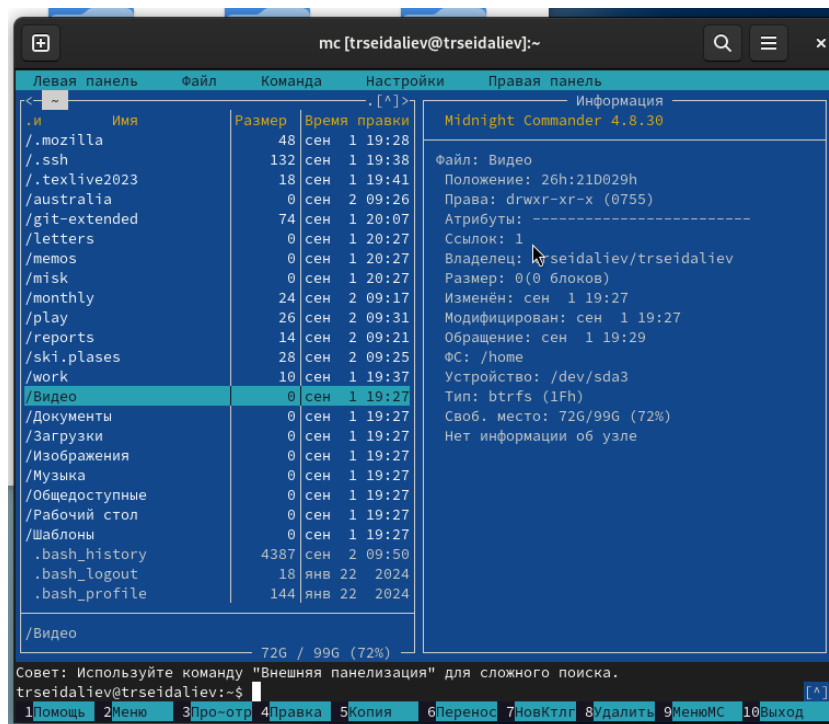 mc [trseidaliev@trseidaliev]:~
Левая панель Файл Команда Настройки Правая панель
<- ~ .[^]>
.и Имя Размер Время правки
/.mozilla 48 сен 1 19:28
/.ssh 132 сен 1 19:38
/.texlive2023 18 сен 1 19:41
/australia 0 сен 2 09:26
/git-extended 74 сен 1 20:07
/letters 0 сен 1 20:27
/memos 0 сен 1 20:27
/misk 0 сен 1 20:27
/monthly 24 сен 2 09:17
/play 26 сен 2 09:31
/reports 14 сен 2 09:21
/ski.plases 28 сен 2 09:25
/work 10 сен 1 19:37
/Видео 0 сен 1 19:27
/Документы 0 сен 1 19:27
/Загрузки 0 сен 1 19:27
/Изображения 0 сен 1 19:27
/Музыка 0 сен 1 19:27
/Общедоступные 0 сен 1 19:27
/Рабочий стол 0 сен 1 19:27
/Шаблоны 0 сен 1 19:27
.bash_history 4387 сен 2 09:50
.bash_logout 18 янв 22 2024
.bash_profile 144 янв 22 2024
/Видео
72G / 99G (72%)
Информация
Midnight Commander 4.8.30
Файл: Видео
Положение: 26h:21D029h
Права: drwxr-xr-x (0755)
Атрибуты: -------------------------
Ссылок: 1
Владелец: trseidaliev/trseidaliev
Размер: 0(0 блоков)
Изменён: сен 1 19:27
Модифицирован: сен 1 19:27
Обращение: сен 1 19:29
ФС: /home
Устройство: /dev/sda3
Тип: btrfs (1Fh)
Своб. место: 72G/99G (72%)
Нет информации об узле
Совет: Используйте команду "Внешняя панелизация" для сложного поиска.
trseidaliev@trseidaliev:~$ [^]
1Помощь 2Меню 3Про~отр 4Правка 5Копия 6Перенос 7НовКтлг 8Удалить 9МенюМС 10Выход